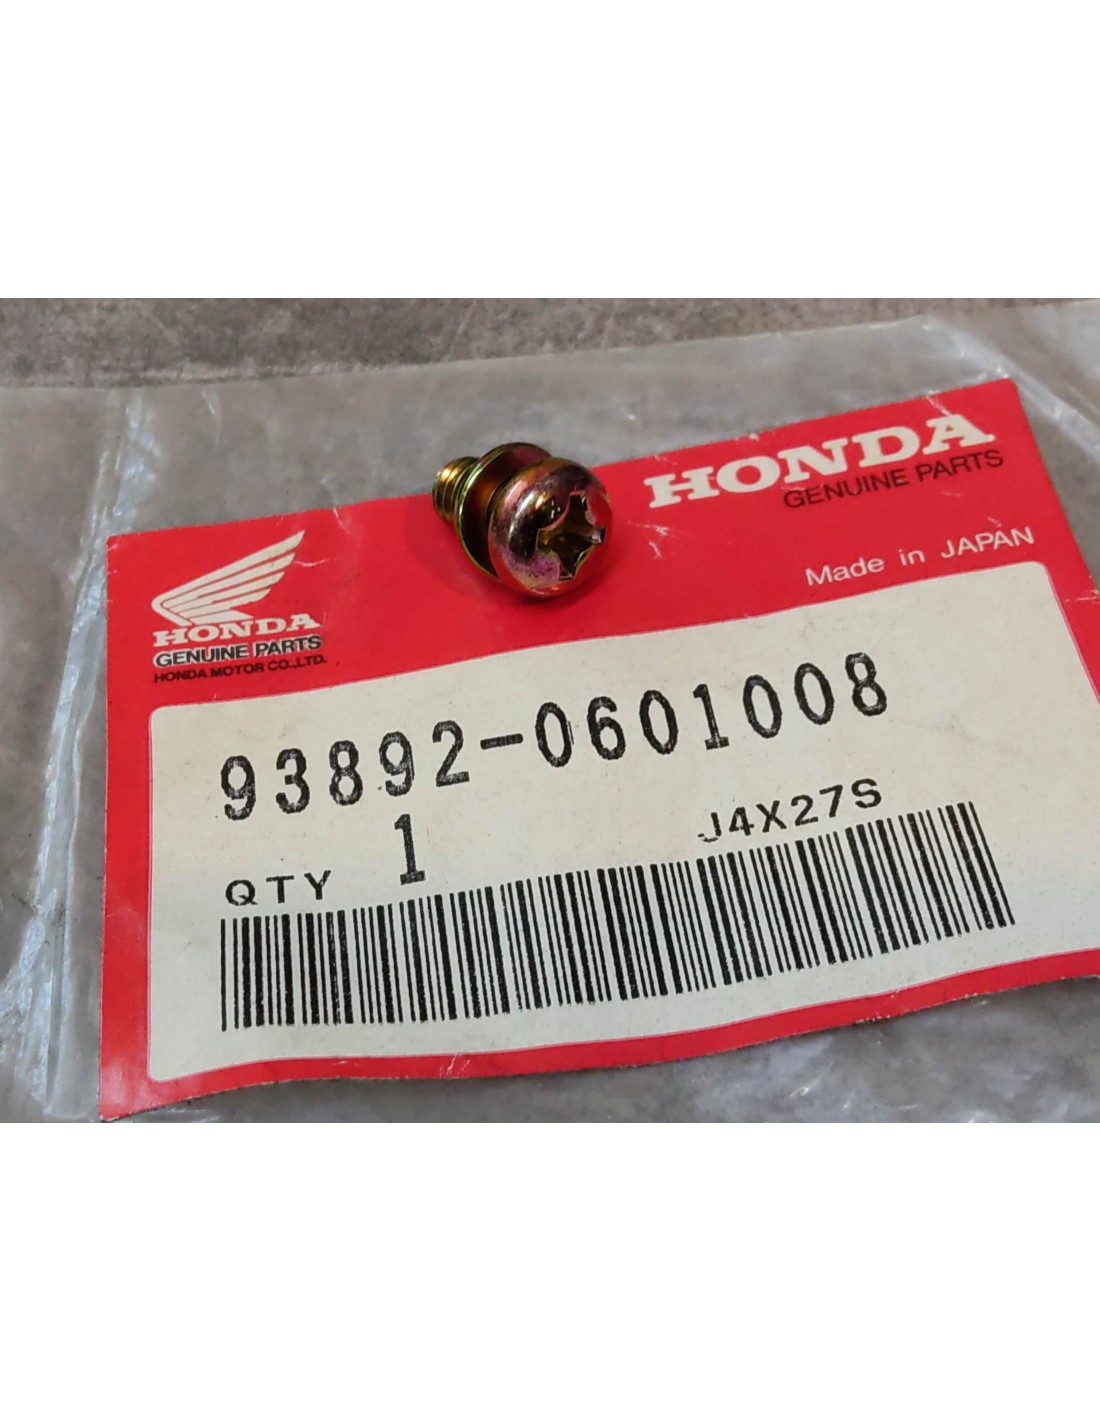 HONDA
GENUINE PARTS
Made in JAPAN
HONDA
GENUINE PARTS
HONDA MOTOR CO.,LTD.
93892-0601008
QTY 1 J4X27S